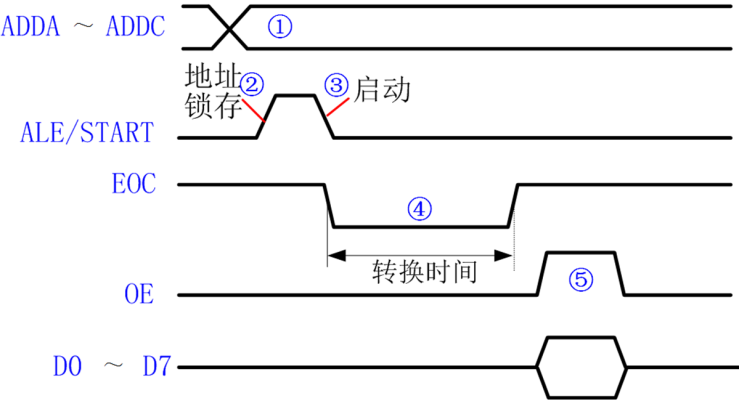 ADDA ～ ADDC ①
地址 ② ③ 启动
锁存
ALE/START
EOC
④
转换时间
OE ⑤
D0 ～ D7